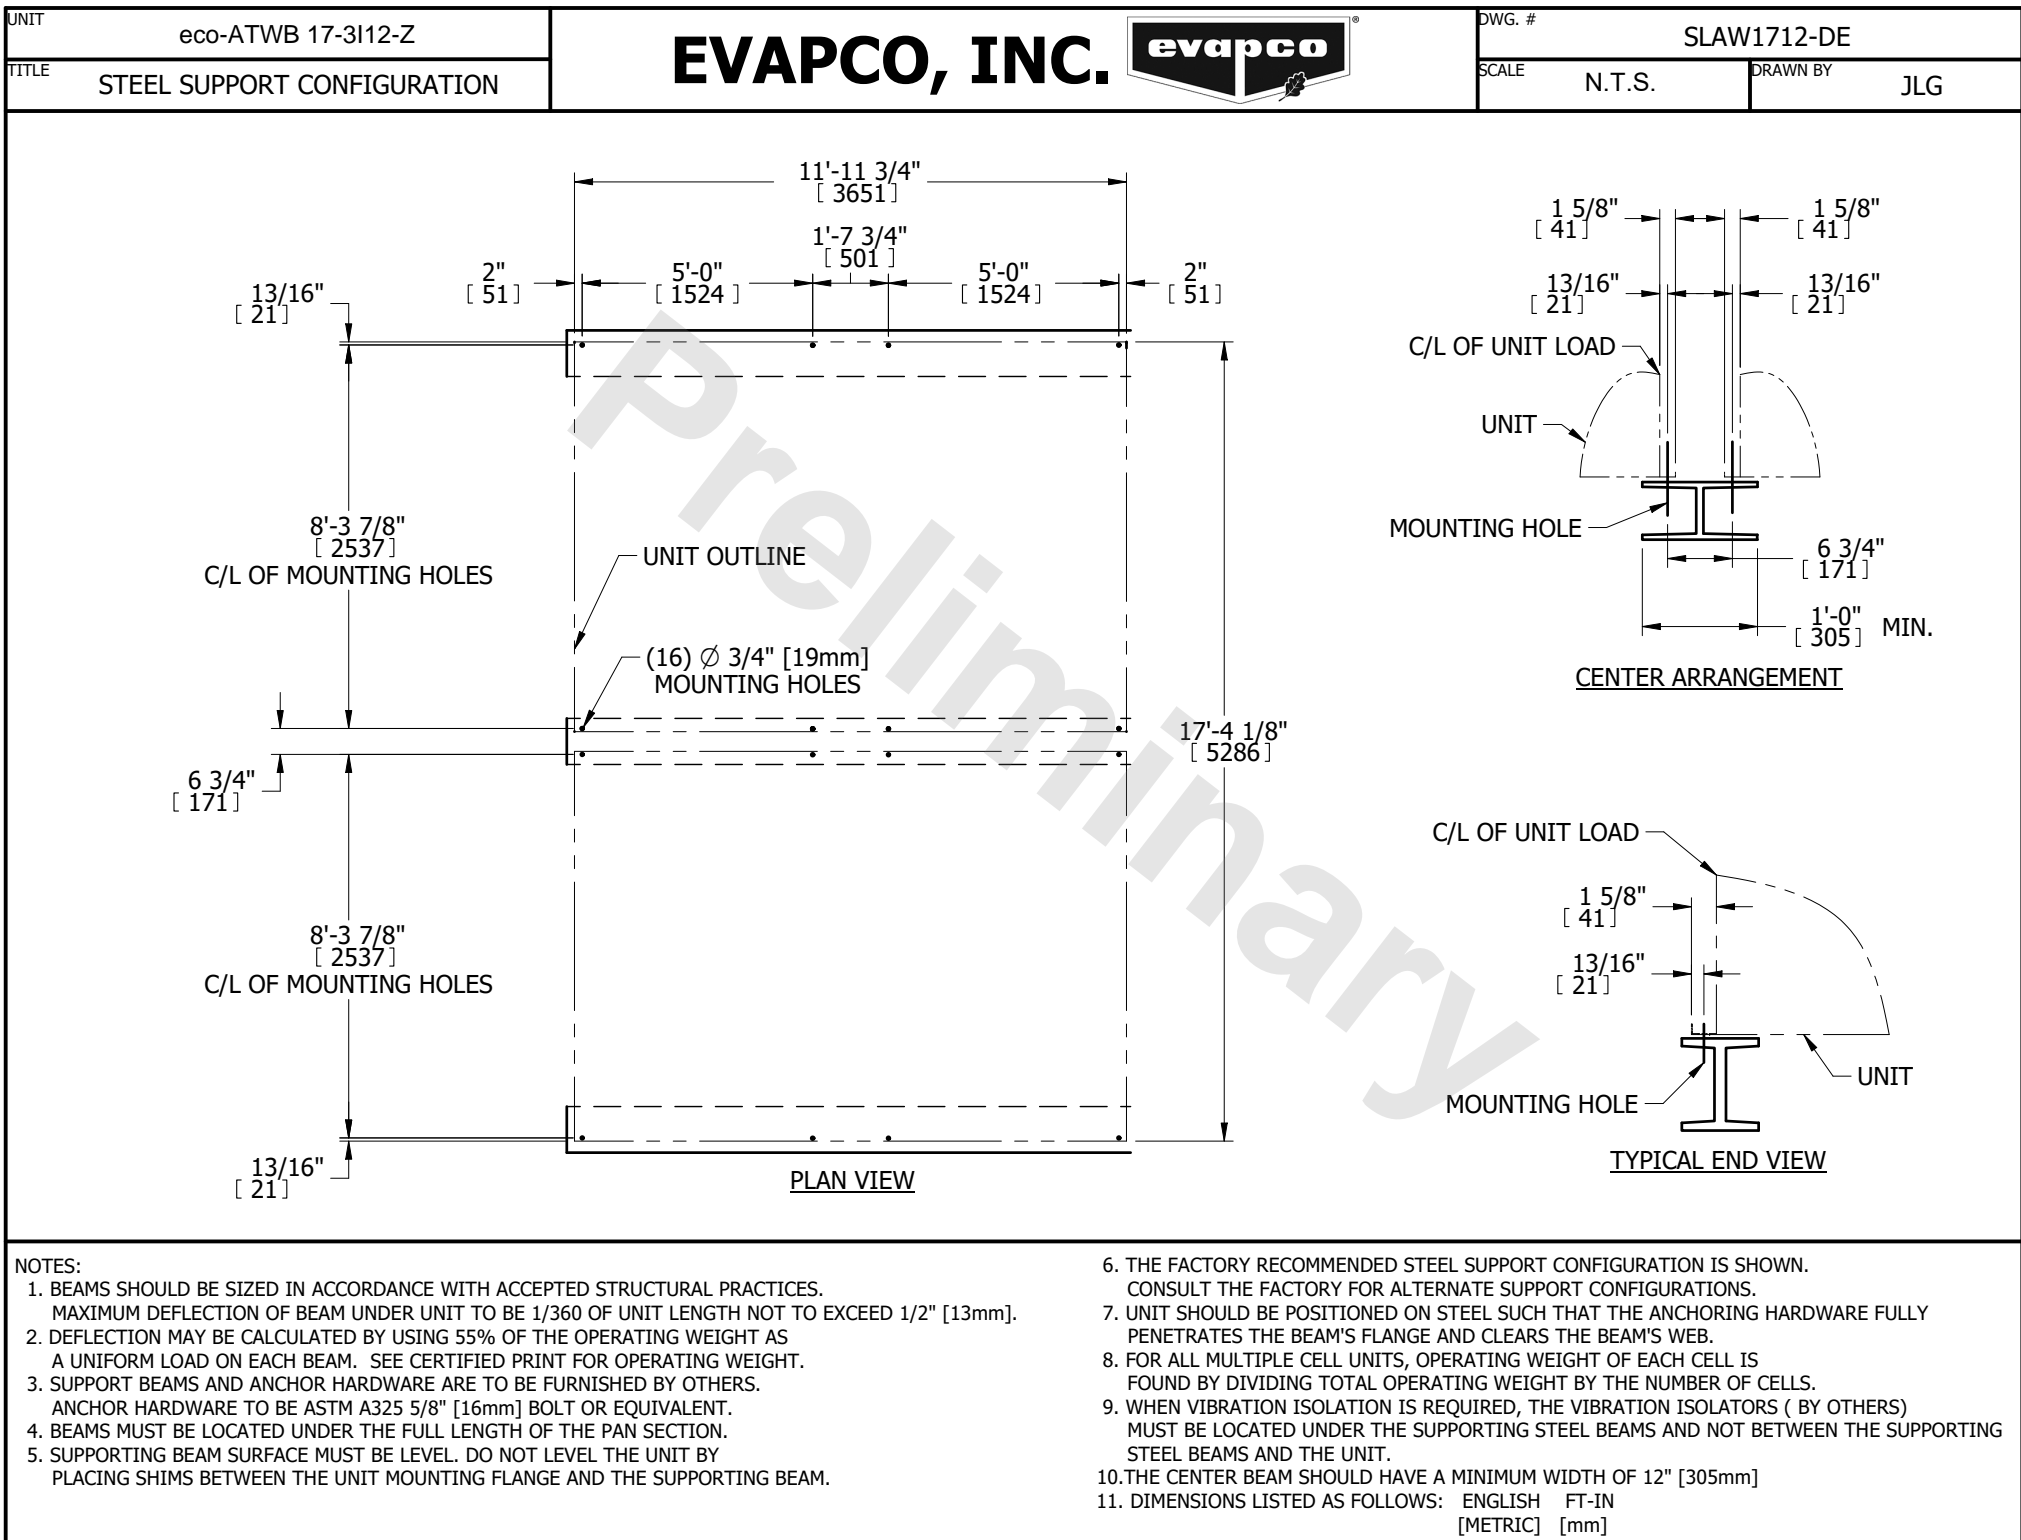 UNIT
eco-ATWB 17-3I12-Z
TITLE
STEEL SUPPORT CONFIGURATION
EVAPCO, INC.
evapco
®
DWG. #
SLAW1712-DE
SCALE
N.T.S.
DRAWN BY
JLG
11'-11 3/4"
[ 3651]
1'-7 3/4"
[ 501 ]
2"
[ 51]
5'-0"
[ 1524 ]
5'-0"
[ 1524]
2"
[ 51]
13/16"
[ 21]
8'-3 7/8"
[ 2537]
C/L OF MOUNTING HOLES
UNIT OUTLINE
(16) Ø 3/4" [19mm]
MOUNTING HOLES
6 3/4"
[ 171]
17'-4 1/8"
[ 5286]
8'-3 7/8"
[ 2537]
C/L OF MOUNTING HOLES
13/16"
[ 21]
PLAN VIEW
Preliminary
1 5/8"
[ 41]
1 5/8"
[ 41]
13/16"
[ 21]
13/16"
[ 21]
C/L OF UNIT LOAD
UNIT
MOUNTING HOLE
6 3/4"
[ 171]
1'-0"
[ 305]
MIN.
CENTER ARRANGEMENT
C/L OF UNIT LOAD
1 5/8"
[ 41]
13/16"
[ 21]
UNIT
MOUNTING HOLE
TYPICAL END VIEW
NOTES:
1. BEAMS SHOULD BE SIZED IN ACCORDANCE WITH ACCEPTED STRUCTURAL PRACTICES.
MAXIMUM DEFLECTION OF BEAM UNDER UNIT TO BE 1/360 OF UNIT LENGTH NOT TO EXCEED 1/2" [13mm].
2. DEFLECTION MAY BE CALCULATED BY USING 55% OF THE OPERATING WEIGHT AS
A UNIFORM LOAD ON EACH BEAM. SEE CERTIFIED PRINT FOR OPERATING WEIGHT.
3. SUPPORT BEAMS AND ANCHOR HARDWARE ARE TO BE FURNISHED BY OTHERS.
ANCHOR HARDWARE TO BE ASTM A325 5/8" [16mm] BOLT OR EQUIVALENT.
4. BEAMS MUST BE LOCATED UNDER THE FULL LENGTH OF THE PAN SECTION.
5. SUPPORTING BEAM SURFACE MUST BE LEVEL. DO NOT LEVEL THE UNIT BY
PLACING SHIMS BETWEEN THE UNIT MOUNTING FLANGE AND THE SUPPORTING BEAM.
6. THE FACTORY RECOMMENDED STEEL SUPPORT CONFIGURATION IS SHOWN.
CONSULT THE FACTORY FOR ALTERNATE SUPPORT CONFIGURATIONS.
7. UNIT SHOULD BE POSITIONED ON STEEL SUCH THAT THE ANCHORING HARDWARE FULLY
PENETRATES THE BEAM'S FLANGE AND CLEARS THE BEAM'S WEB.
8. FOR ALL MULTIPLE CELL UNITS, OPERATING WEIGHT OF EACH CELL IS
FOUND BY DIVIDING TOTAL OPERATING WEIGHT BY THE NUMBER OF CELLS.
9. WHEN VIBRATION ISOLATION IS REQUIRED, THE VIBRATION ISOLATORS ( BY OTHERS)
MUST BE LOCATED UNDER THE SUPPORTING STEEL BEAMS AND NOT BETWEEN THE SUPPORTING
STEEL BEAMS AND THE UNIT.
10.THE CENTER BEAM SHOULD HAVE A MINIMUM WIDTH OF 12" [305mm]
11. DIMENSIONS LISTED AS FOLLOWS: ENGLISH FT-IN
[METRIC] [mm]